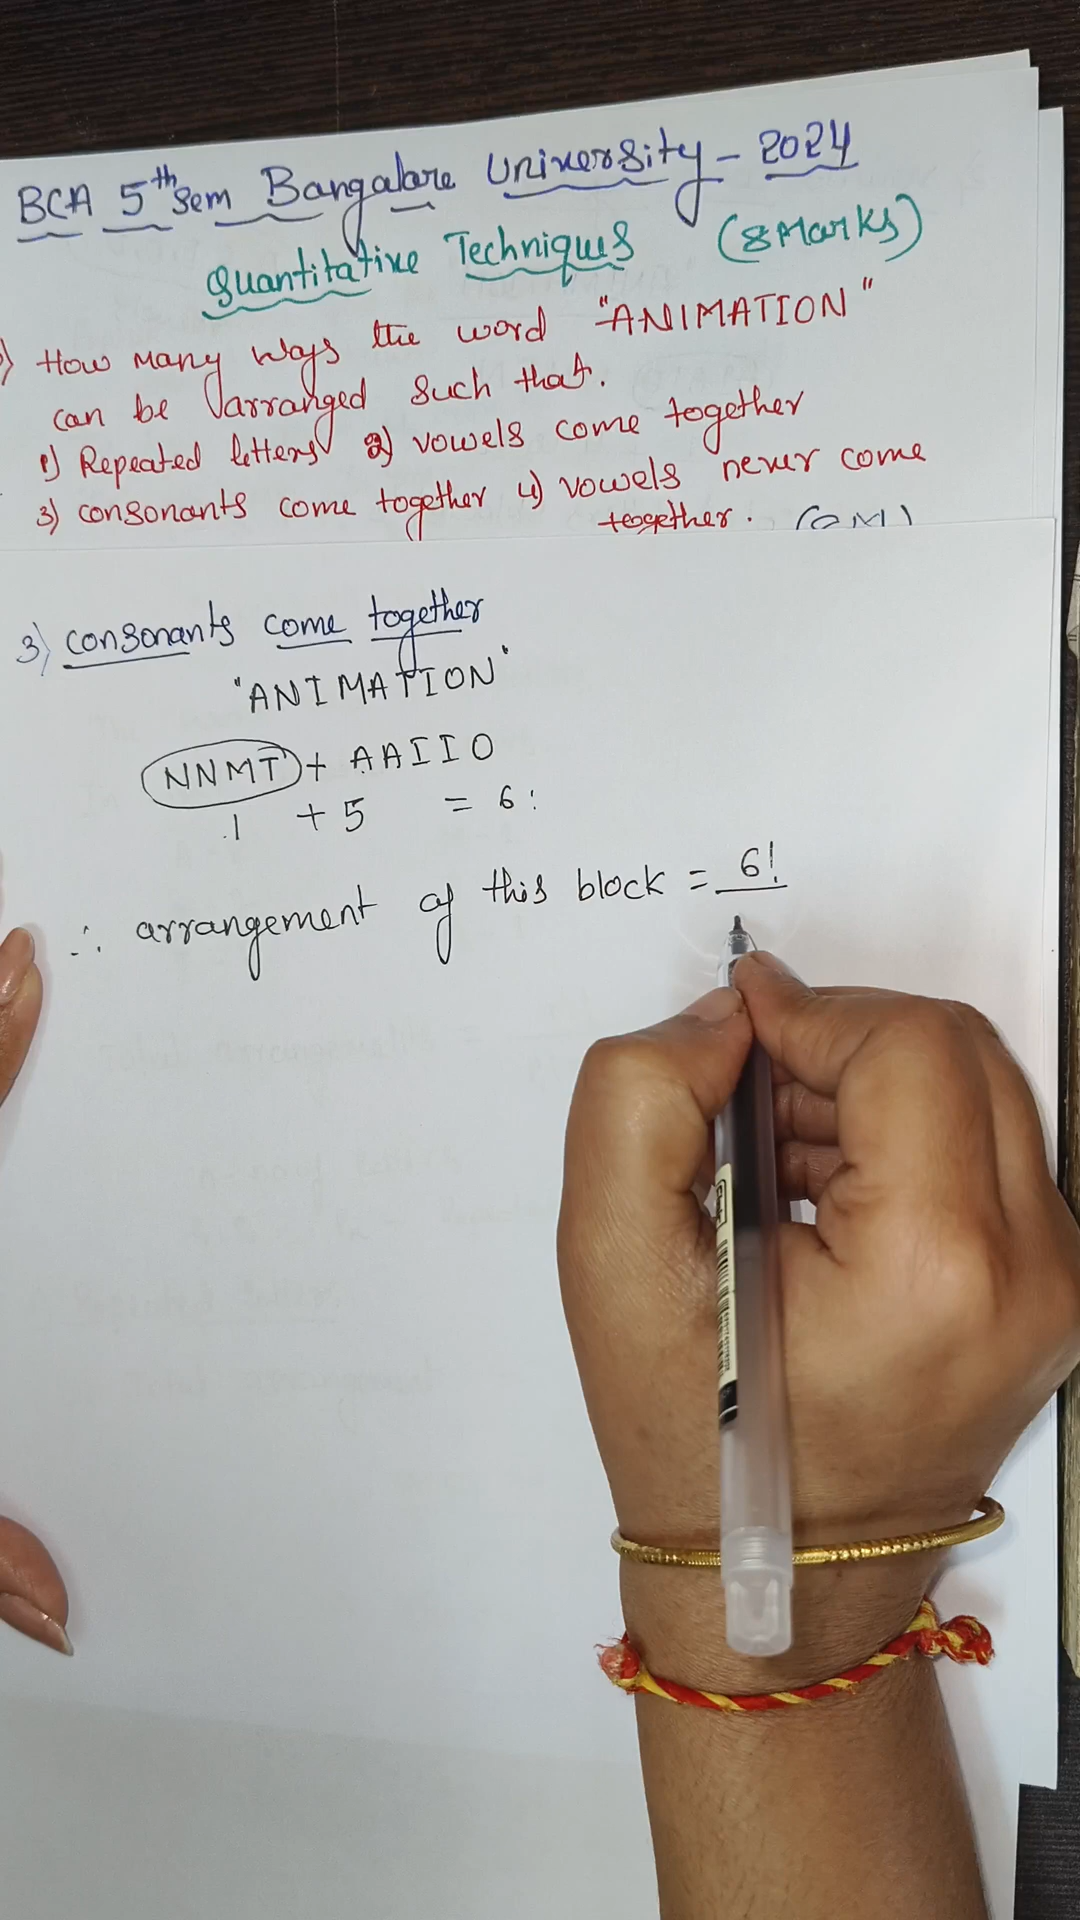 BCA 5th Sem Bangalore University - 2024
Quantitative Techniques (8 Marks)
How many ways the word "ANIMATION"
can be arranged such that.
1) Repeated letters 2) vowels come together
3) consonants come together 4) vowels never come
together.
3) consonants come together
"ANIMATION"
NNMT + AAIIO
1 + 5 = 6!
∴ arrangement of this block = 6!